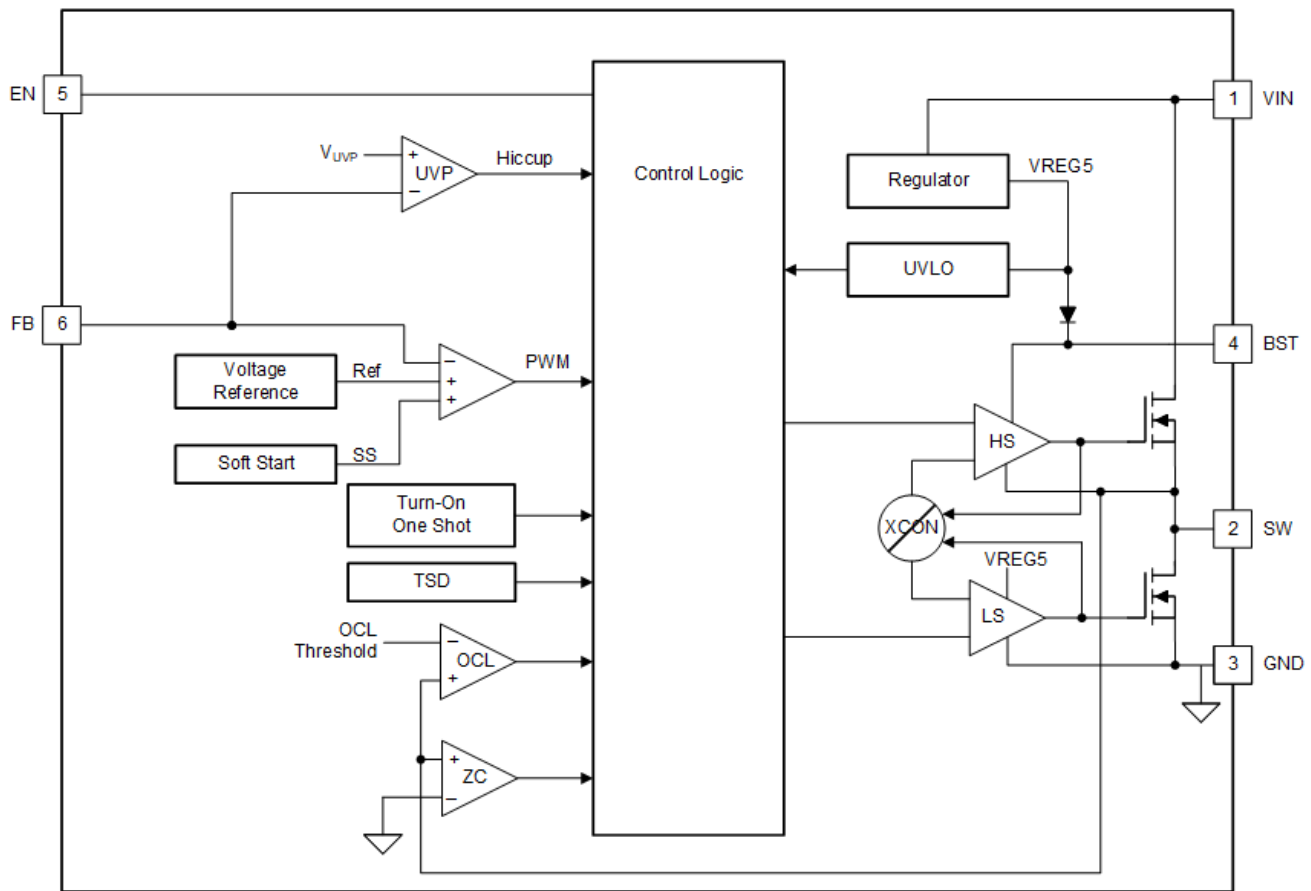 EN
5
1
VIN
VUVP
+
UVP
−
Hiccup
Control Logic
Regulator
VREG5
UVLO
FB
6
4
BST
Voltage
Reference
Ref
−
+
+
PWM
Soft Start
SS
HS
Turn-On
One Shot
XCON
2
SW
TSD
VREG5
OCL
Threshold
−
OCL
+
LS
3
GND
+
ZC
−